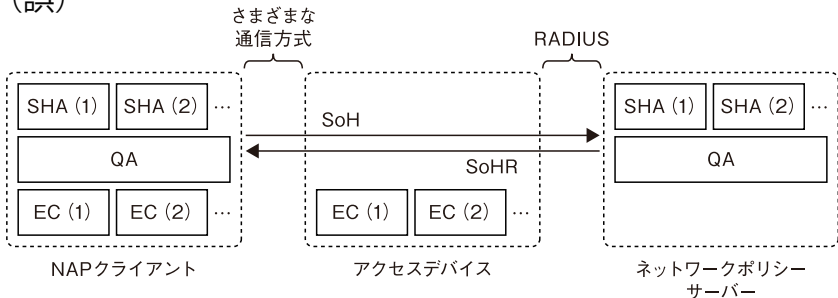 (誤)
さまざまな
通信方式
RADIUS
SHA (1) SHA (2) …
SHA (1) SHA (2) …
SoH
QA
QA
SoHR
EC (1) EC (2) …
EC (1) EC (2) …
NAPクライアント
アクセスデバイス
ネットワークポリシー
サーバー